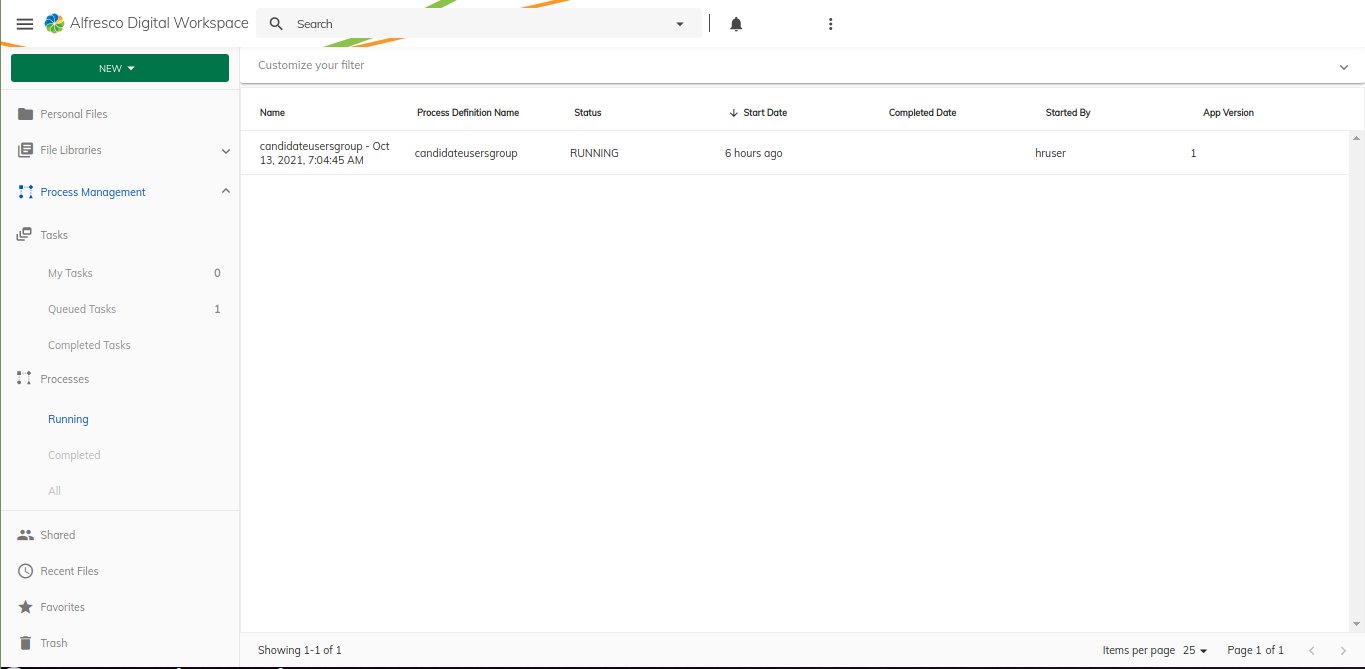 Alfresco Digital Workspace
Search
NEW
Customize your filter
Personal Files
File Libraries
Process Management
Tasks
My Tasks 0
Queued Tasks 1
Completed Tasks
Processes
Running
Completed
All
Shared
Recent Files
Favorites
Trash
Name Process Definition Name Status Start Date Completed Date Started By App Version
candidateusersgroup - Oct
13, 2021, 7:04:45 AM
candidateusersgroup RUNNING 6 hours ago hruser 1
Showing 1-1 of 1 Items per page 25 Page 1 of 1